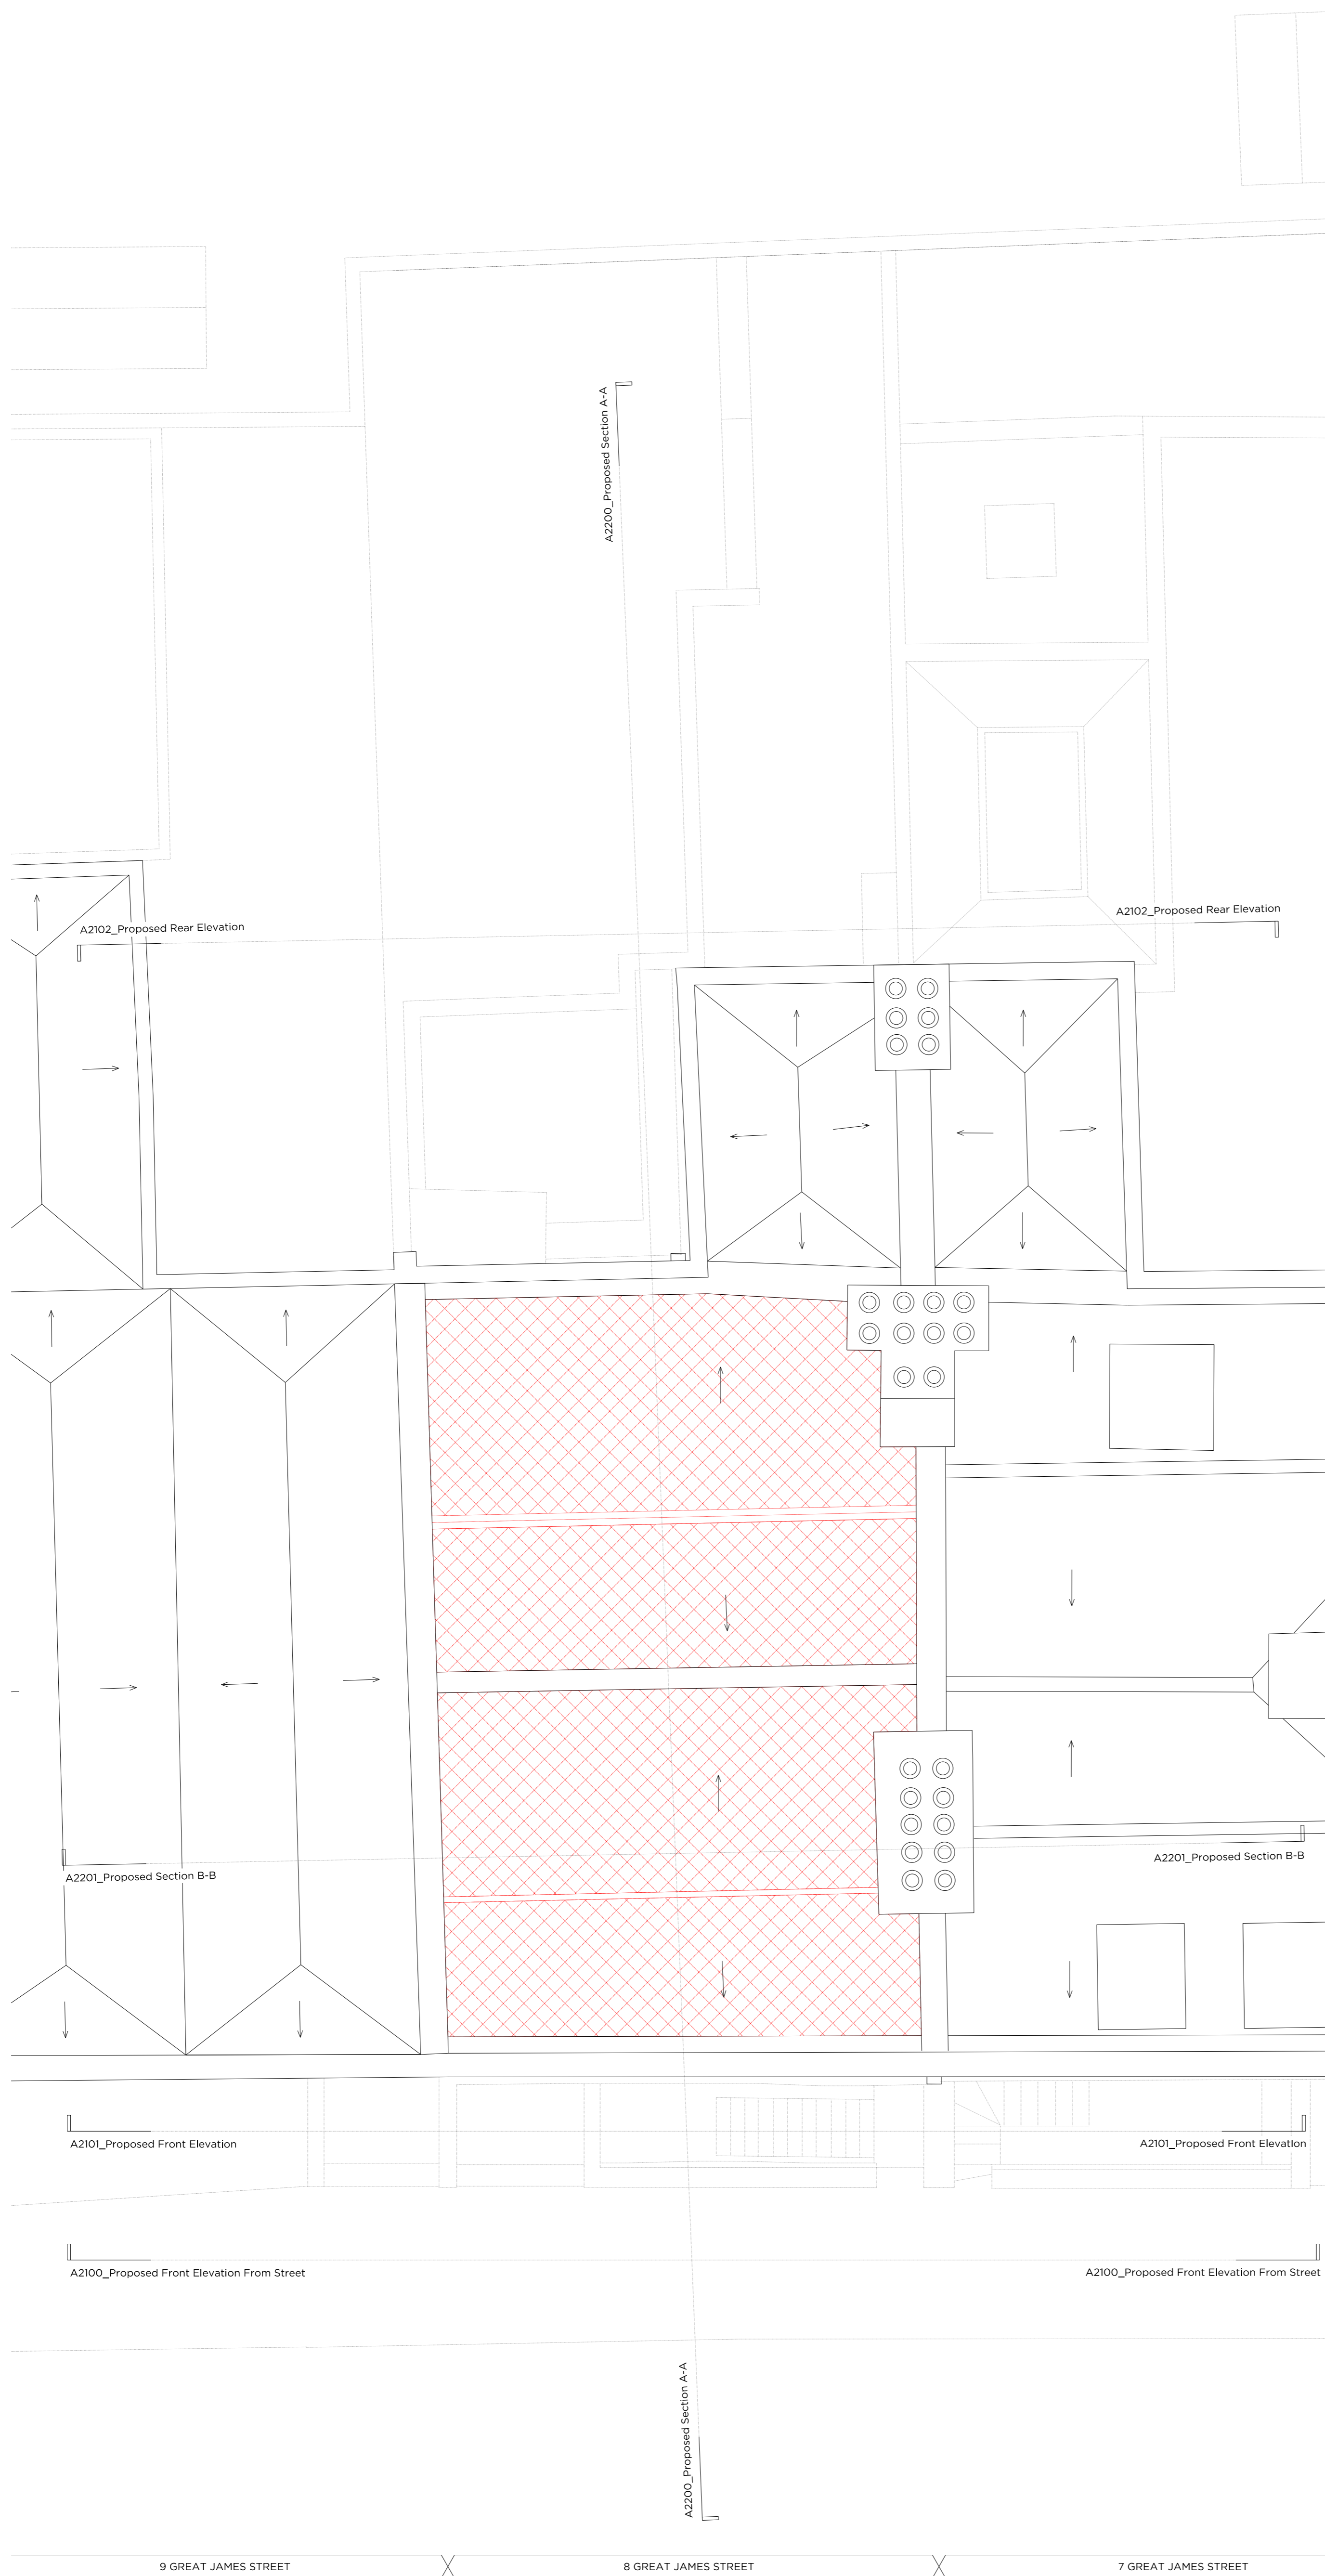 A2200_Proposed Section A-A
A2102_Proposed Rear Elevation
A2102_Proposed Rear Elevation
A2201_Proposed Section B-B
A2201_Proposed Section B-B
A2101_Proposed Front Elevation
A2101_Proposed Front Elevation
A2100_Proposed Front Elevation From Street
A2100_Proposed Front Elevation From Street
A2200_Proposed Section A-A
9 GREAT JAMES STREET
8 GREAT JAMES STREET
7 GREAT JAMES STREET